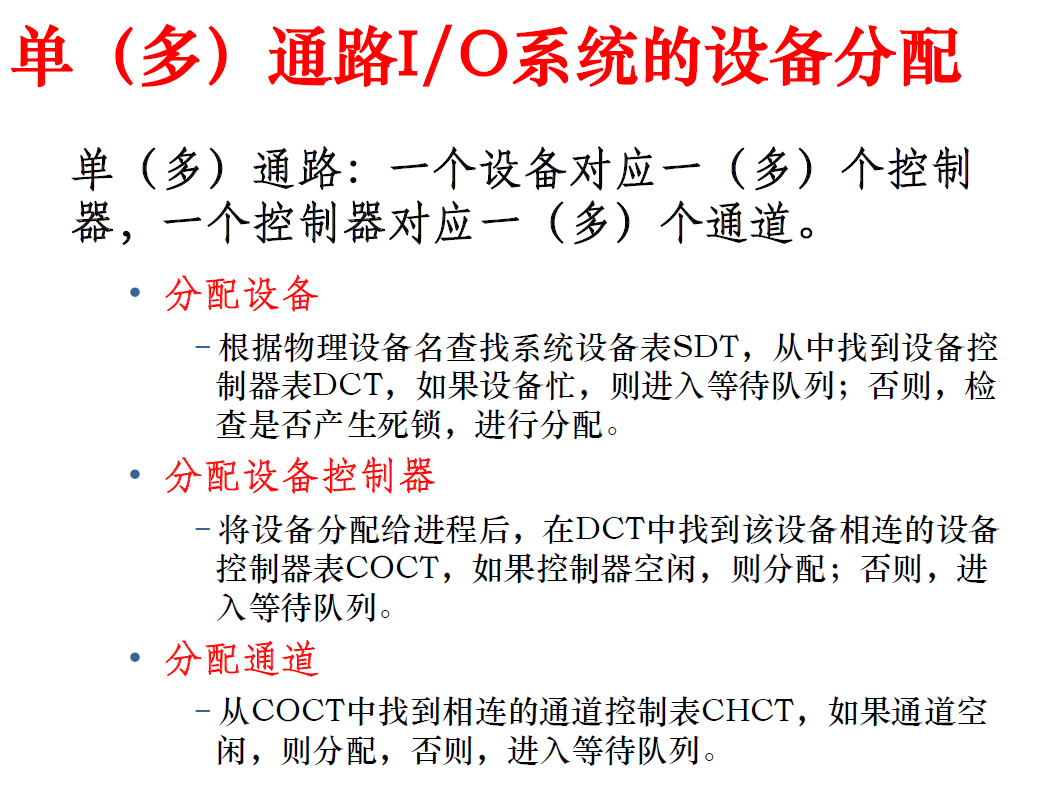 单（多）通路I/O系统的设备分配
单（多）通路：一个设备对应一（多）个控制
器，一个控制器对应一（多）个通道。
• 分配设备
–根据物理设备名查找系统设备表SDT，从中找到设备控
制器表DCT，如果设备忙，则进入等待队列；否则，检
查是否产生死锁，进行分配。
• 分配设备控制器
–将设备分配给进程后，在DCT中找到该设备相连的设备
控制器表COCT，如果控制器空闲，则分配；否则，进
入等待队列。
• 分配通道
–从COCT中找到相连的通道控制表CHCT，如果通道空
闲，则分配，否则，进入等待队列。